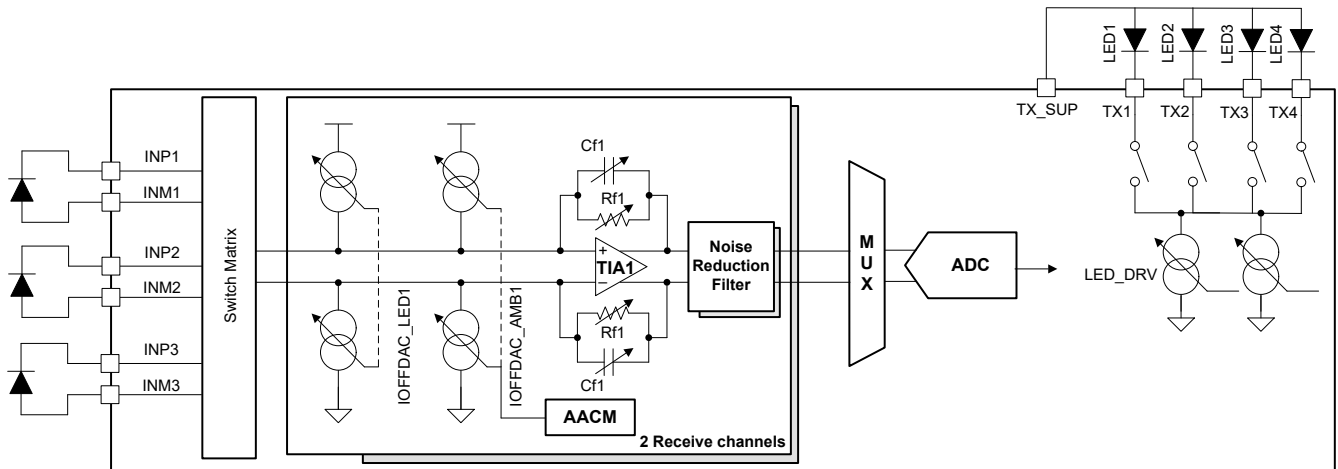 LED1
LED2
LED3
LED4
TX_SUP
TX1
TX2
TX3
TX4
INP1
INM1
INP2
INM2
INP3
INM3
Switch Matrix
IOFFDAC_LED1
IOFFDAC_AMB1
Cf1
Rf1
+
TIA1
−
Rf1
Cf1
AACM
2 Receive channels
Noise
Reduction
Filter
MUX
ADC
LED_DRV